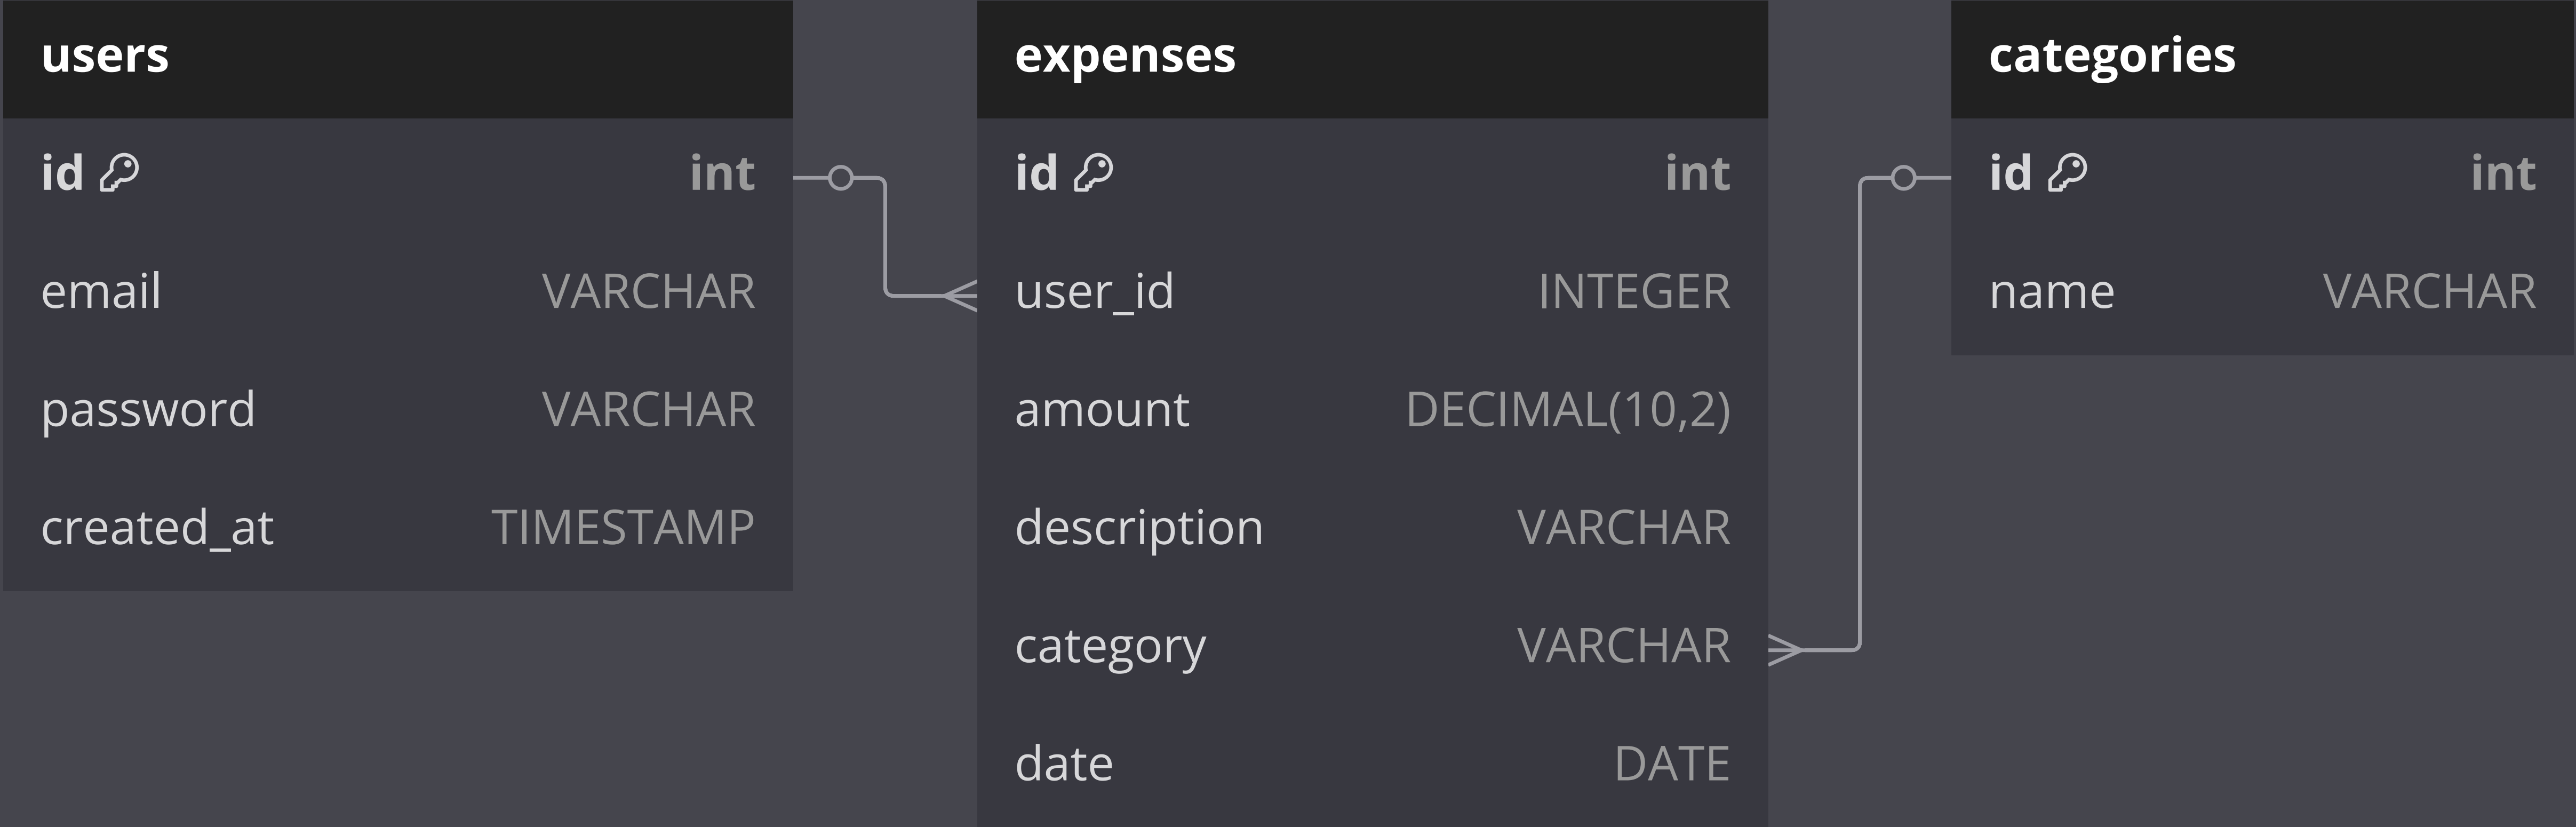 users
id int
email VARCHAR
password VARCHAR
created_at TIMESTAMP
expenses
id int
user_id INTEGER
amount DECIMAL(10,2)
description VARCHAR
category VARCHAR
date DATE
categories
id int
name VARCHAR